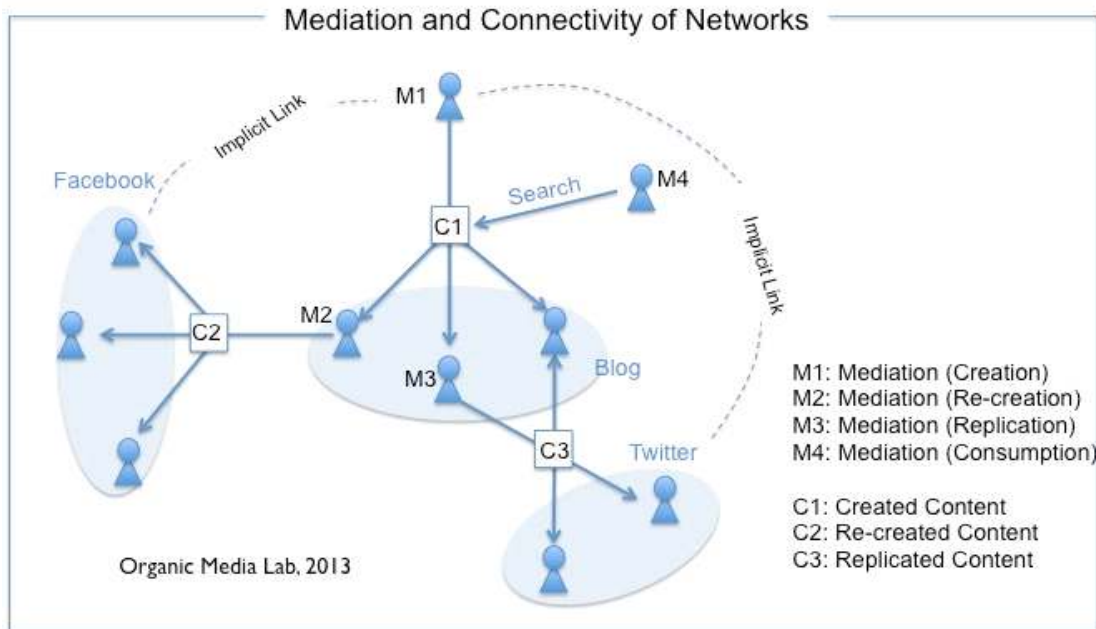 Mediation and Connectivity of Networks
M1
Implicit Link
Facebook
Search
M4
C1
Implicit Link
M2
C2
M3
Blog
C3
Twitter
M1: Mediation (Creation)
M2: Mediation (Re-creation)
M3: Mediation (Replication)
M4: Mediation (Consumption)
C1: Created Content
C2: Re-created Content
C3: Replicated Content
Organic Media Lab, 2013